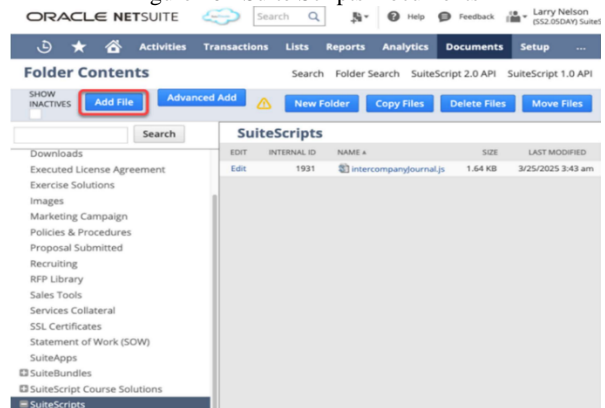 ORACLE NETSUITE Search Help Feedback Larry Nelson
Activities Transactions Lists Reports Analytics Documents Setup ...
Folder Contents Search Folder Search SuiteScript 2.0 API SuiteScript 1.0 API
SHOW INACTIVES Add File Advanced Add New Folder Copy Files Delete Files Move Files
Search SuiteScripts
EDIT INTERNAL ID NAME SIZE LAST MODIFIED
Edit 1931 intercompanyJournal.js 1.64 KB 3/25/2025 3:43 am
Downloads
Executed License Agreement
Exercise Solutions
Images
Marketing Campaign
Policies & Procedures
Proposal Submitted
Recruiting
RFP Library
Sales Tools
Services Collateral
SSL Certificates
Statement of Work (SOW)
SuiteApps
SuiteBundles
SuiteScript Course Solutions
SuiteScripts